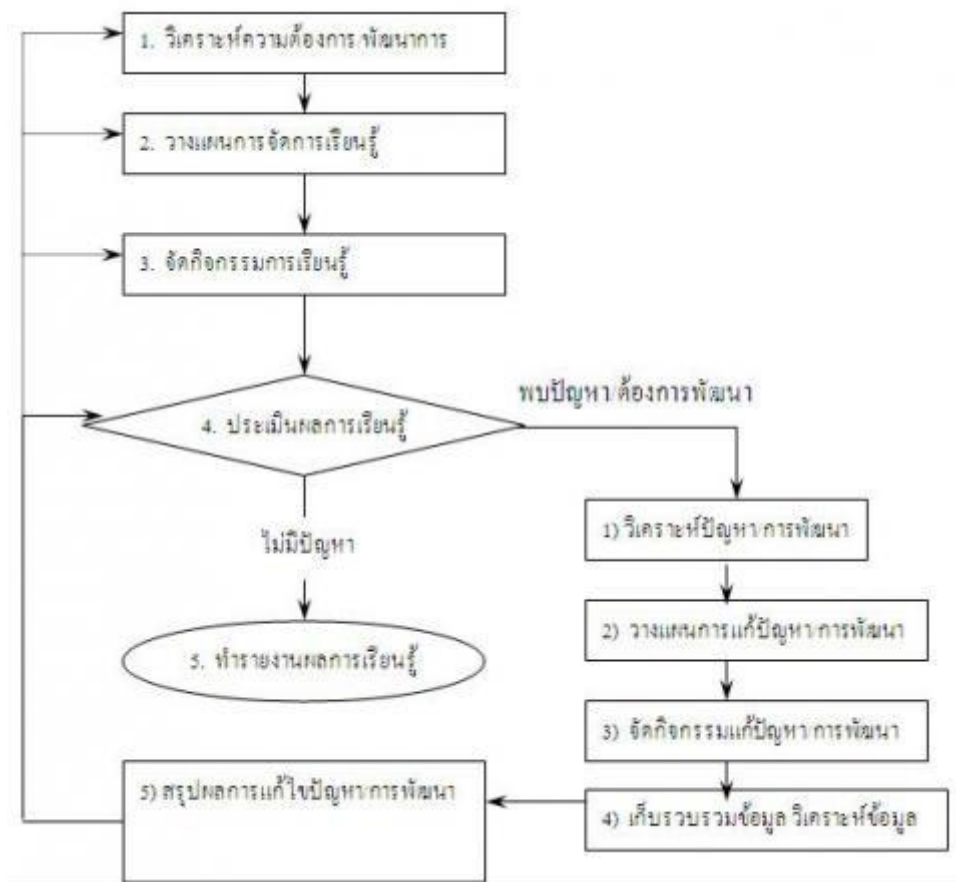 1. วิเคราะห์ความต้องการ/พัฒนาการ
2. วางแผนการจัดการเรียนรู้
3. จัดกิจกรรมการเรียนรู้
พบปัญหา/ต้องการพัฒนา
4. ประเมินผลการเรียนรู้
1) วิเคราะห์ปัญหา/การพัฒนา
ไม่มีปัญหา
2) วางแผนการแก้ปัญหา/การพัฒนา
5. ทำรายงานผลการเรียนรู้
3) จัดกิจกรรมแก้ปัญหา/การพัฒนา
5) สรุปผลการแก้ไขปัญหา/การพัฒนา
4) เก็บรวบรวมข้อมูล วิเคราะห์ข้อมูล